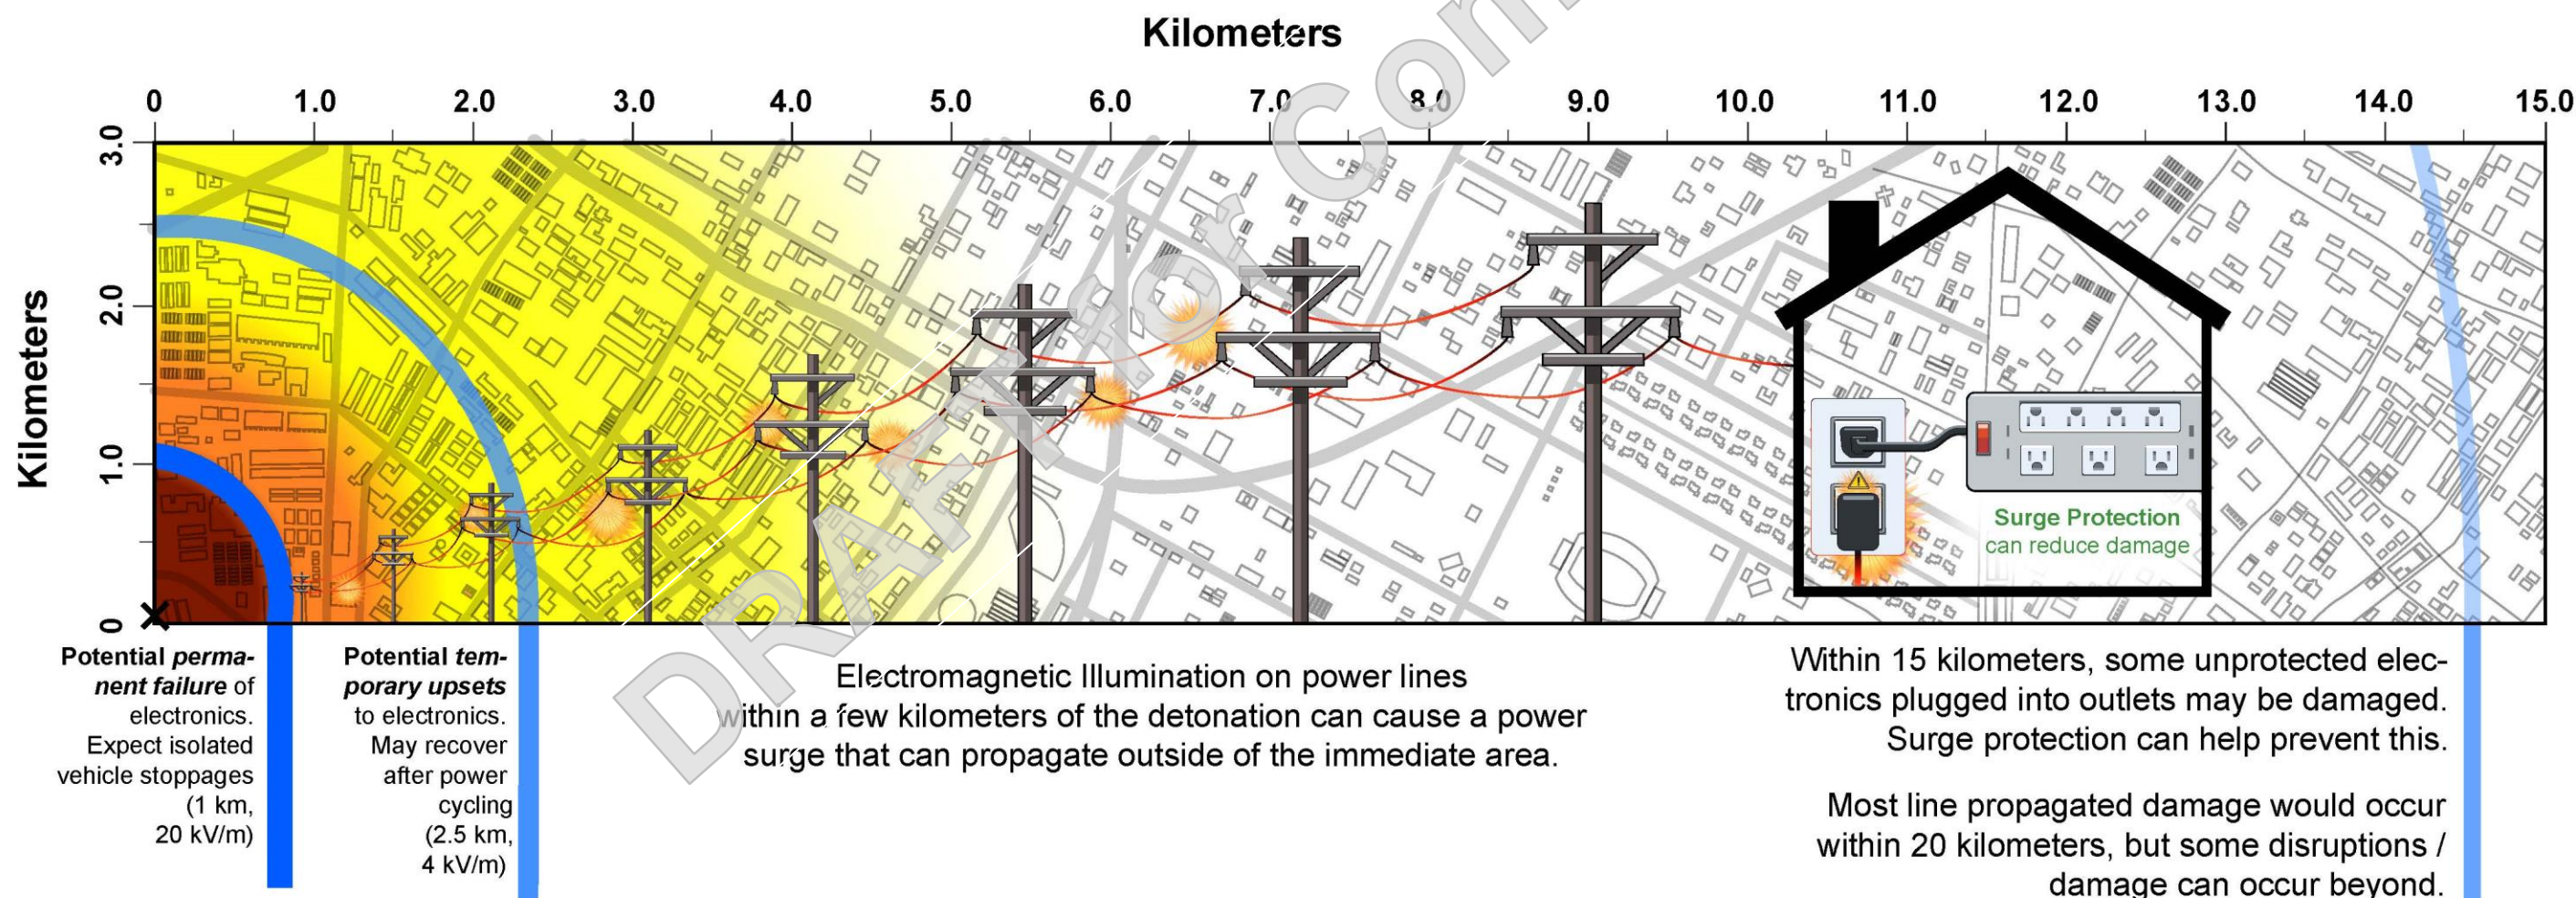 Kilometers
0 1.0 2.0 3.0 4.0 5.0 6.0 7.0 8.0 9.0 10.0 11.0 12.0 13.0 14.0 15.0
Kilometers
3.0
2.0
1.0
0
Potential perma-
nent failure of
electronics.
Expect isolated
vehicle stoppages
(1 km,
20 kV/m)
Potential tem-
porary upsets
to electronics.
May recover
after power
cycling
(2.5 km,
4 kV/m)
Electromagnetic Illumination on power lines
within a few kilometers of the detonation can cause a power
surge that can propagate outside of the immediate area.
Surge Protection
can reduce damage
Within 15 kilometers, some unprotected elec-
tronics plugged into outlets may be damaged.
Surge protection can help prevent this.
Most line propagated damage would occur
within 20 kilometers, but some disruptions /
damage can occur beyond.
DRAFT for Com